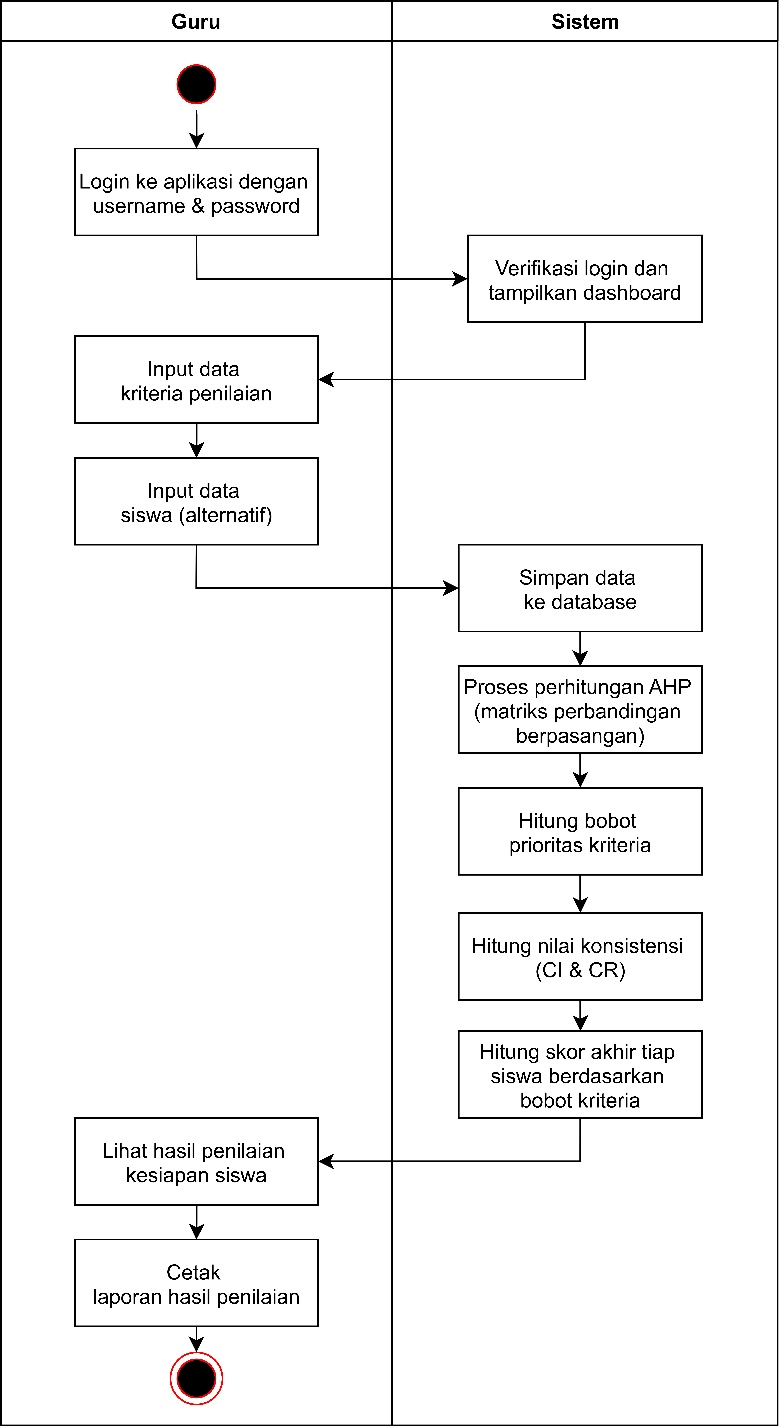 Guru
Sistem
Login ke aplikasi dengan
username & password
Verifikasi login dan
tampilkan dashboard
Input data
kriteria penilaian
Input data
siswa (alternatif)
Simpan data
ke database
Proses perhitungan AHP
(matriks perbandingan
berpasangan)
Hitung bobot
prioritas kriteria
Hitung nilai konsistensi
(CI & CR)
Hitung skor akhir tiap
siswa berdasarkan
bobot kriteria
Lihat hasil penilaian
kesiapan siswa
Cetak
laporan hasil penilaian